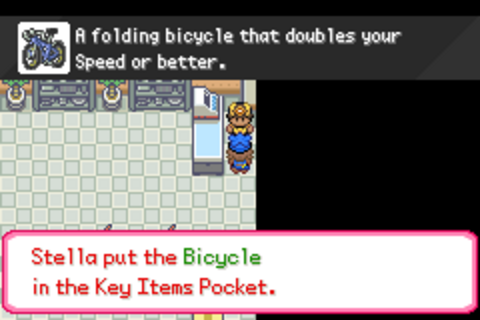 A folding bicycle that doubles your
Speed or better.
Stella put the Bicycle
in the Key Items Pocket.